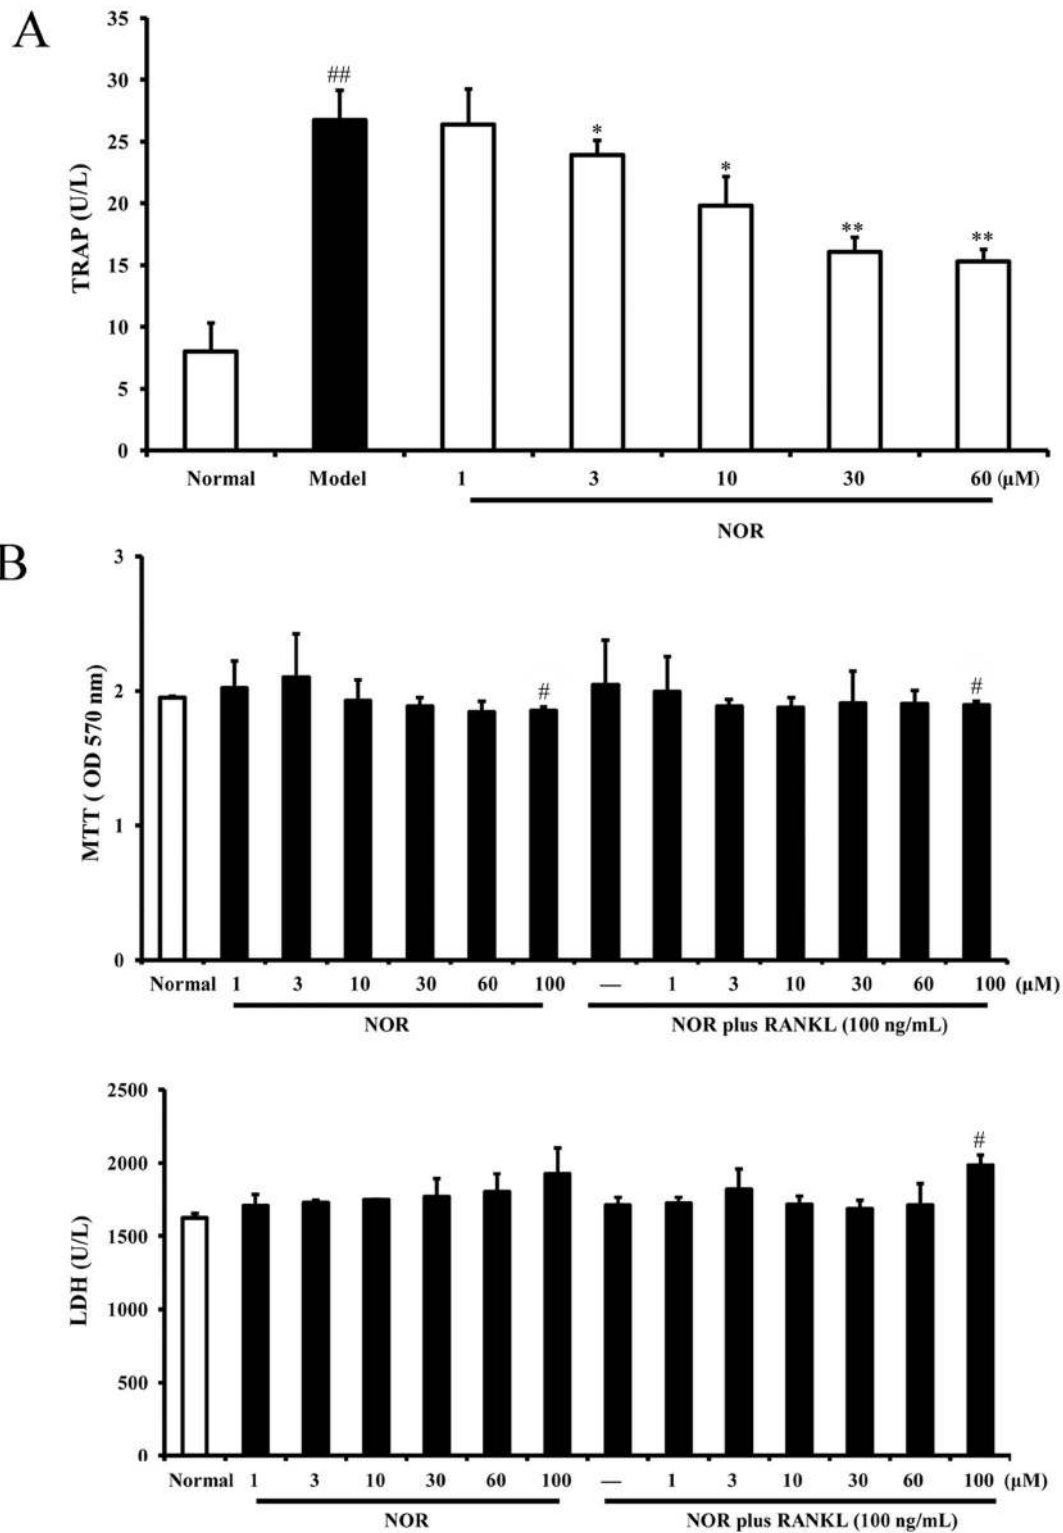 A
35
30
25
20
15
10
5
0
TRAP (U/L)
##
*
*
**
**
Normal Model 1 3 10 30 60 (μM)
NOR
B
3
2
1
0
MTT ( OD 570 nm)
#
#
Normal 1 3 10 30 60 100 — 1 3 10 30 60 100 (μM)
NOR NOR plus RANKL (100 ng/mL)
2500
2000
1500
1000
500
0
LDH (U/L)
#
Normal 1 3 10 30 60 100 — 1 3 10 30 60 100 (μM)
NOR NOR plus RANKL (100 ng/mL)